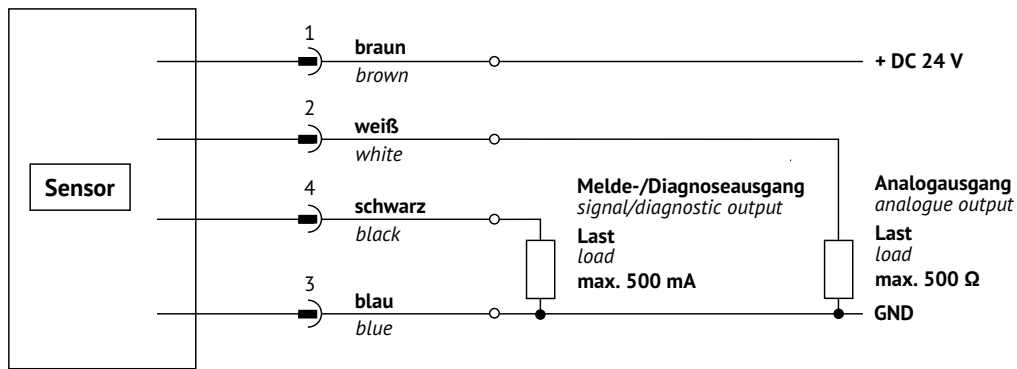 1
braun
brown
+ DC 24 V
2
weiß
white
Sensor
4
schwarz
black
Melde-/Diagnoseausgang
signal/diagnostic output
Last
load
max. 500 mA
Analogausgang
analogue output
Last
load
max. 500 Ω
3
blau
blue
GND